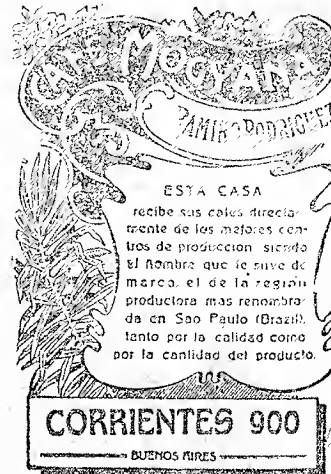 CAFÉ MOGYANA
RAMIRO RODRIGUEZ
ESTA CASA
recibe sus cafes directa-
mente de los mejores cen-
tros de produccion siendo
el nombre que le sirve de
marca, el de la región
productora mas renombra-
da en Sao Paulo (Brazil),
tanto por la calidad como
por la cantidad del producto.
CORRIENTES 900
BUENOS AIRES